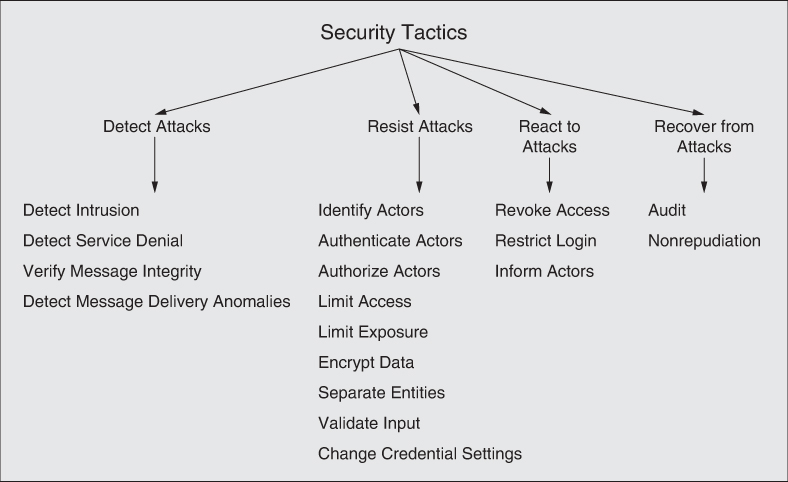 Security Tactics
Detect Attacks
Resist Attacks
React to
Attacks
Recover from
Attacks
Detect Intrusion
Detect Service Denial
Verify Message Integrity
Detect Message Delivery Anomalies
Identify Actors
Authenticate Actors
Authorize Actors
Limit Access
Limit Exposure
Encrypt Data
Separate Entities
Validate Input
Change Credential Settings
Revoke Access
Restrict Login
Inform Actors
Audit
Nonrepudiation